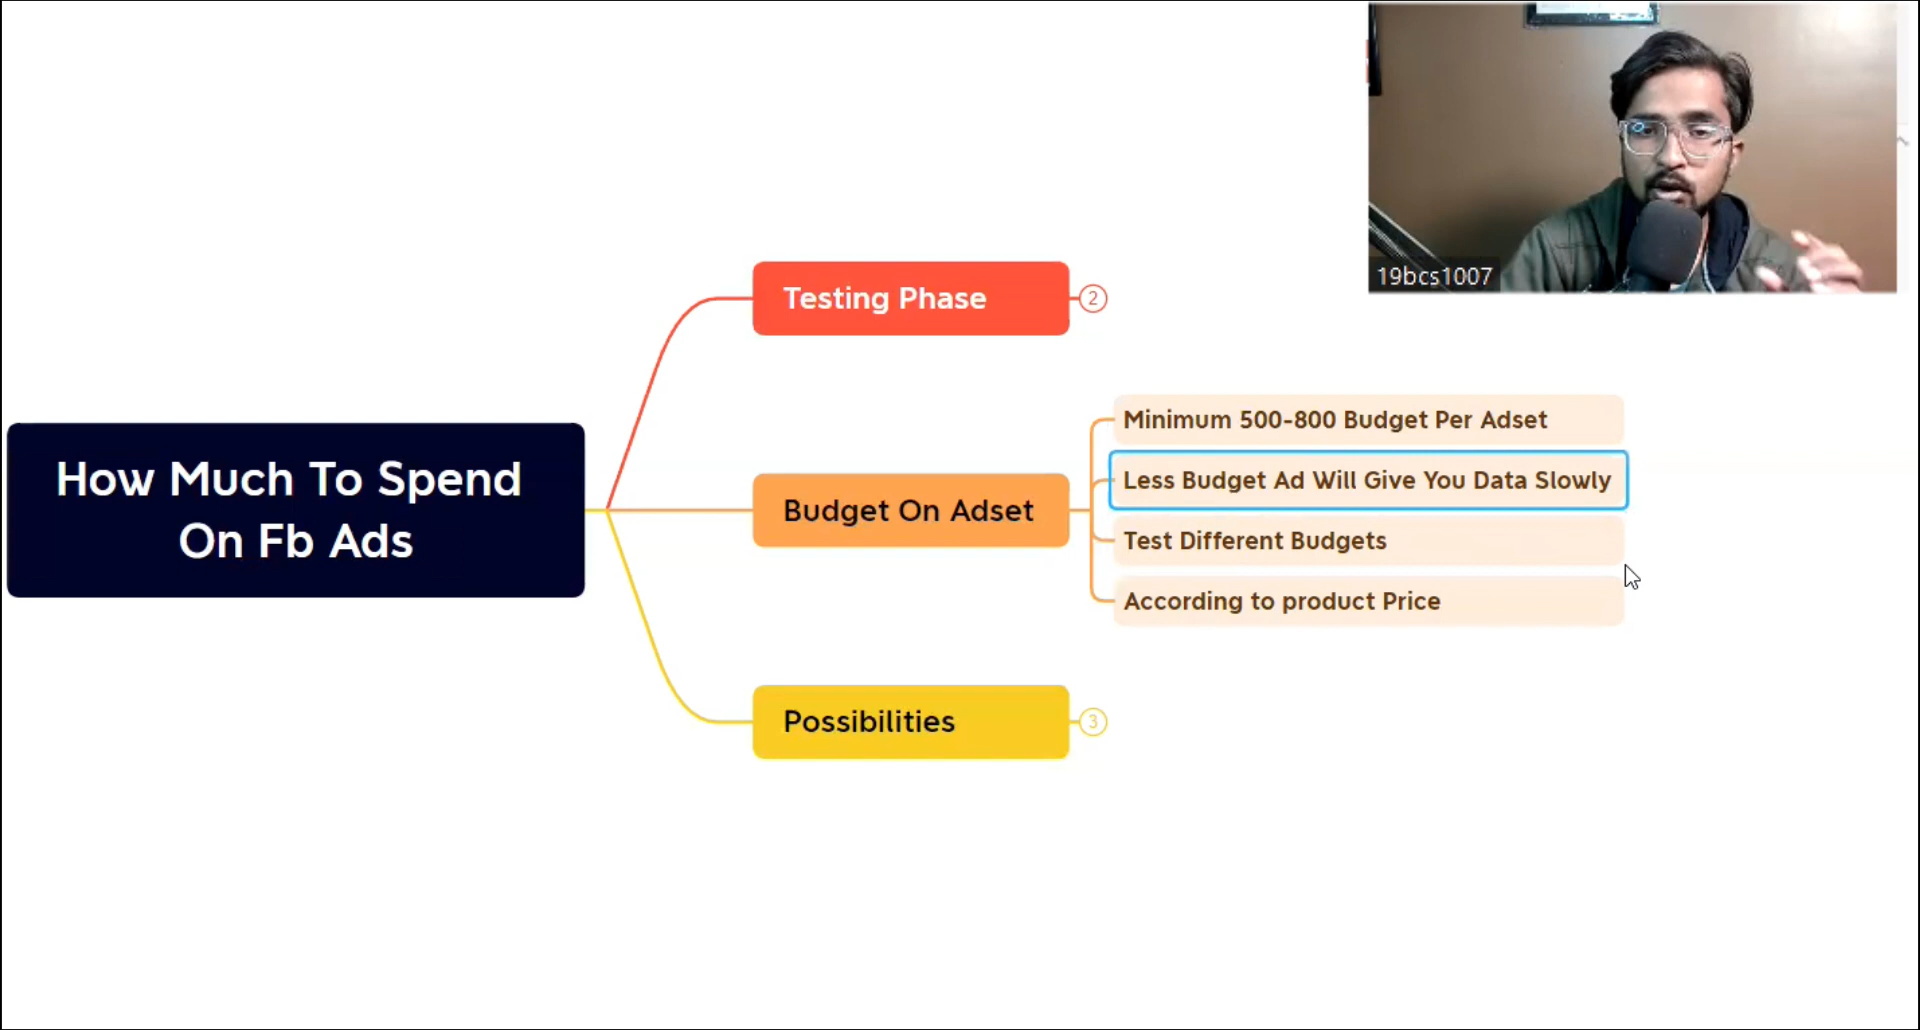 19bcs1007
Testing Phase
2
How Much To Spend
On Fb Ads
Budget On Adset
Minimum 500-800 Budget Per Adset
Less Budget Ad Will Give You Data Slowly
Test Different Budgets
According to product Price
Possibilities
3